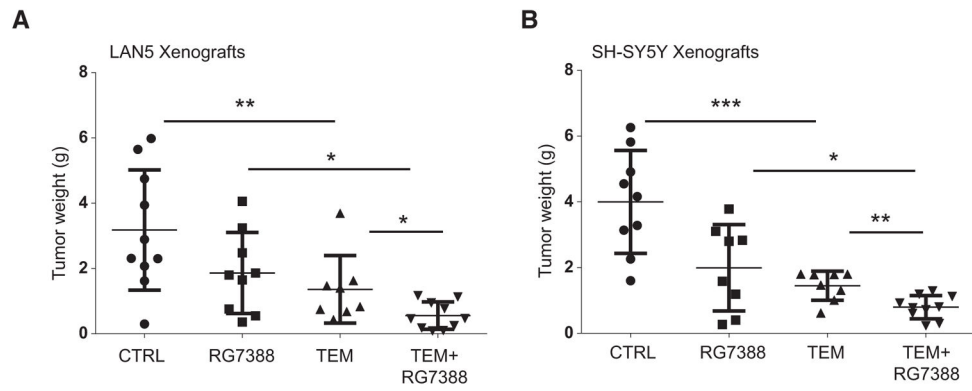 A
LAN5 Xenografts
Tumor weight (g)
8
6
4
2
0
**
*
*
CTRL
RG7388
TEM
TEM+
RG7388
B
SH-SY5Y Xenografts
Tumor weight (g)
8
6
4
2
0
***
*
**
CTRL
RG7388
TEM
TEM+
RG7388